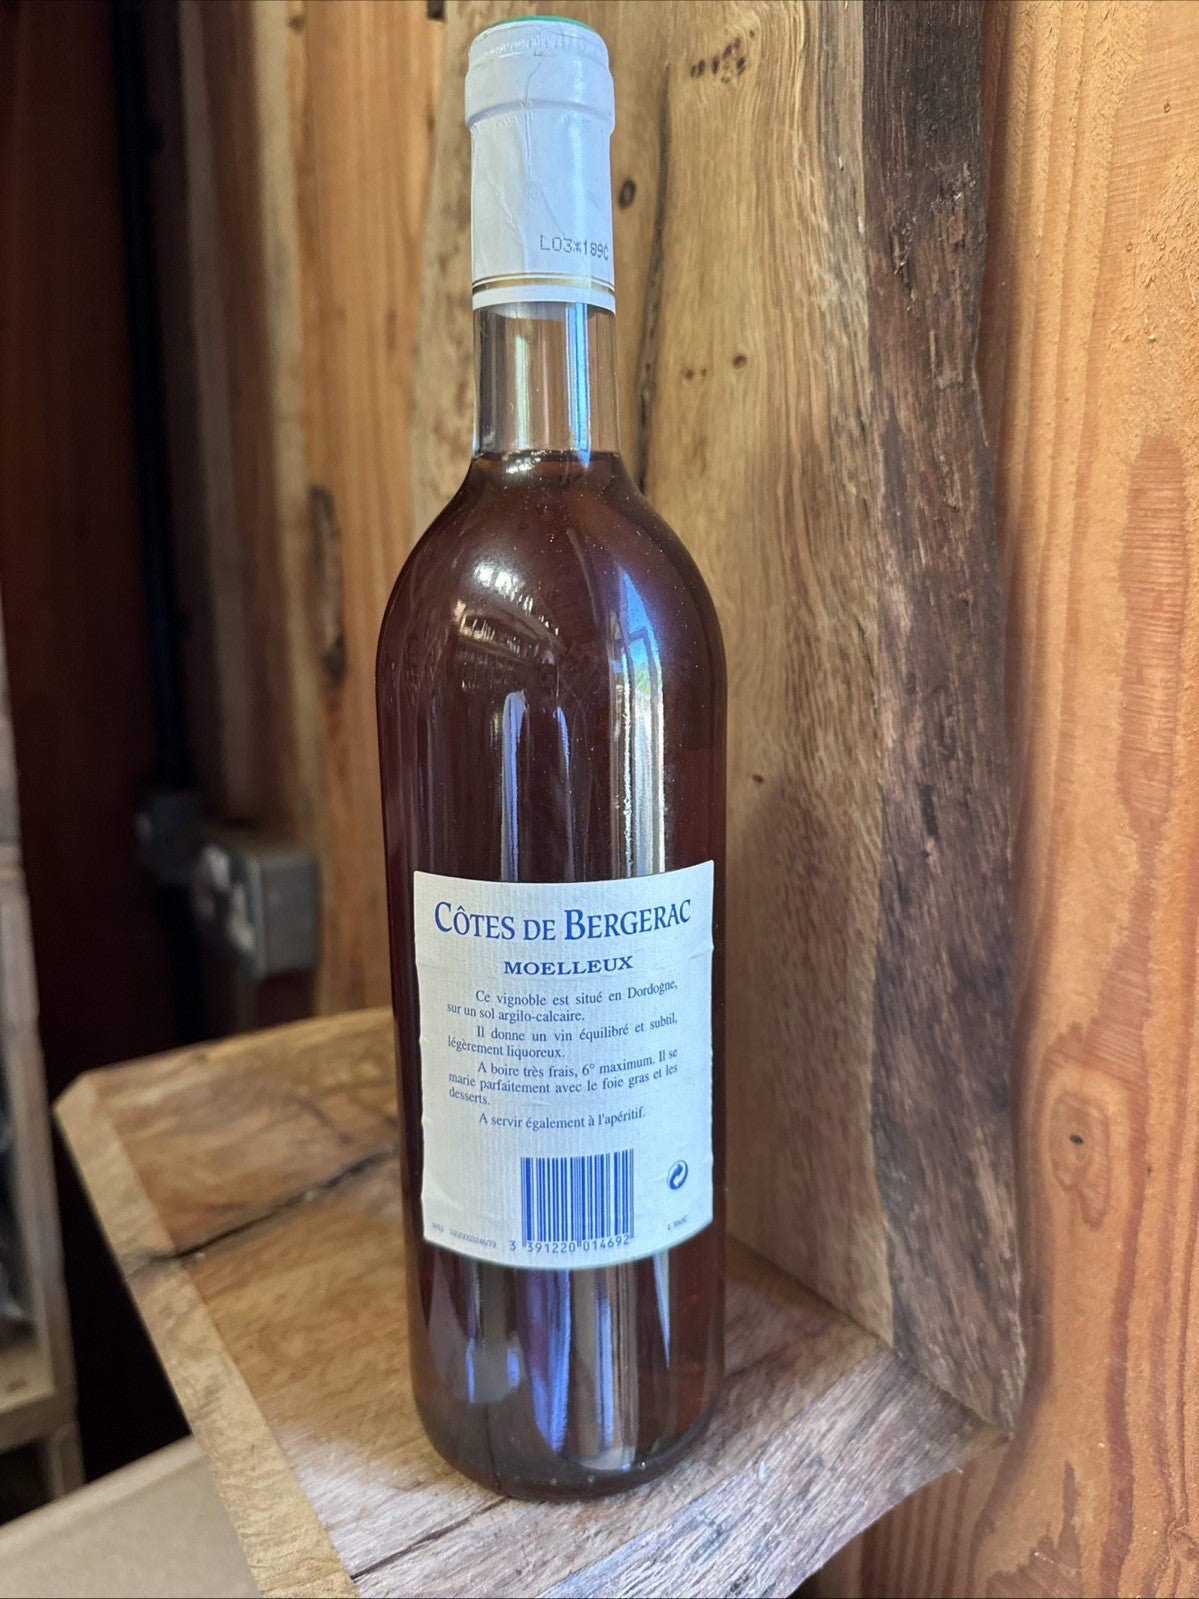 L03*189C
CÔTES DE BERGERAC
MOELLEUX
Ce vignoble est situé en Dordogne,
sur un sol argilo-calcaire.
Il donne un vin équilibré et subtil,
légèrement liquoreux.
A boire très frais, 6° maximum. Il se
marie parfaitement avec le foie gras et les
desserts.
A servir également à l'apéritif.
3 391220 014692